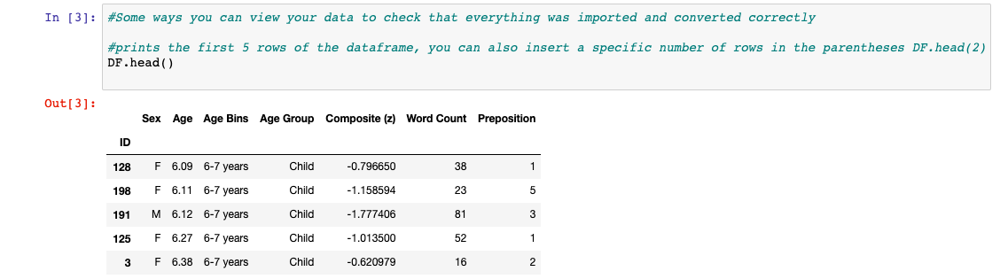 In [3]: #Some ways you can view your data to check that everything was imported and converted correctly
#prints the first 5 rows of the dataframe, you can also insert a specific number of rows in the parentheses DF.head(2)
DF.head()
Out[3]:
Sex Age Age Bins Age Group Composite (z) Word Count Preposition
ID
128 F 6.09 6-7 years Child -0.796650 38 1
198 F 6.11 6-7 years Child -1.158594 23 5
191 M 6.12 6-7 years Child -1.777406 81 3
125 F 6.27 6-7 years Child -1.013500 52 1
3 F 6.38 6-7 years Child -0.620979 16 2